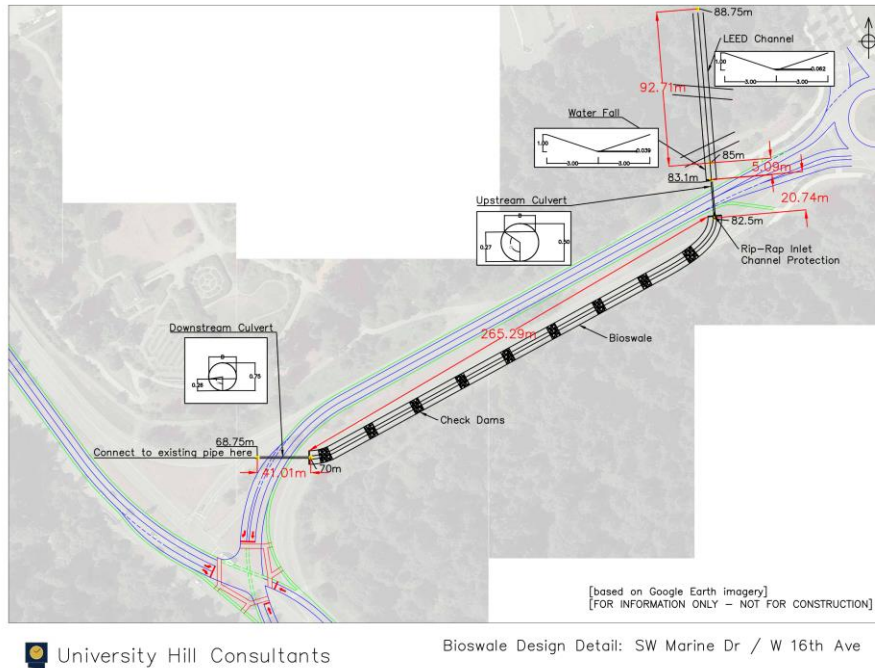 88.75m
LEED Channel
1.00
0.062
3.00
3.00
92.71m
Water Fall
1.00
0.039
3.00
3.00
85m
5.09m
83.1m
20.74m
Upstream Culvert
D
0.27
0.50
82.5m
Rip-Rap Inlet
Channel Protection
265.29m
Bioswale
Downstream Culvert
D
0.75
Check Dams
68.75m
Connect to existing pipe here
70m
41.01m
[based on Google Earth imagery]
[FOR INFORMATION ONLY – NOT FOR CONSTRUCTION]
University Hill Consultants
Bioswale Design Detail: SW Marine Dr / W 16th Ave